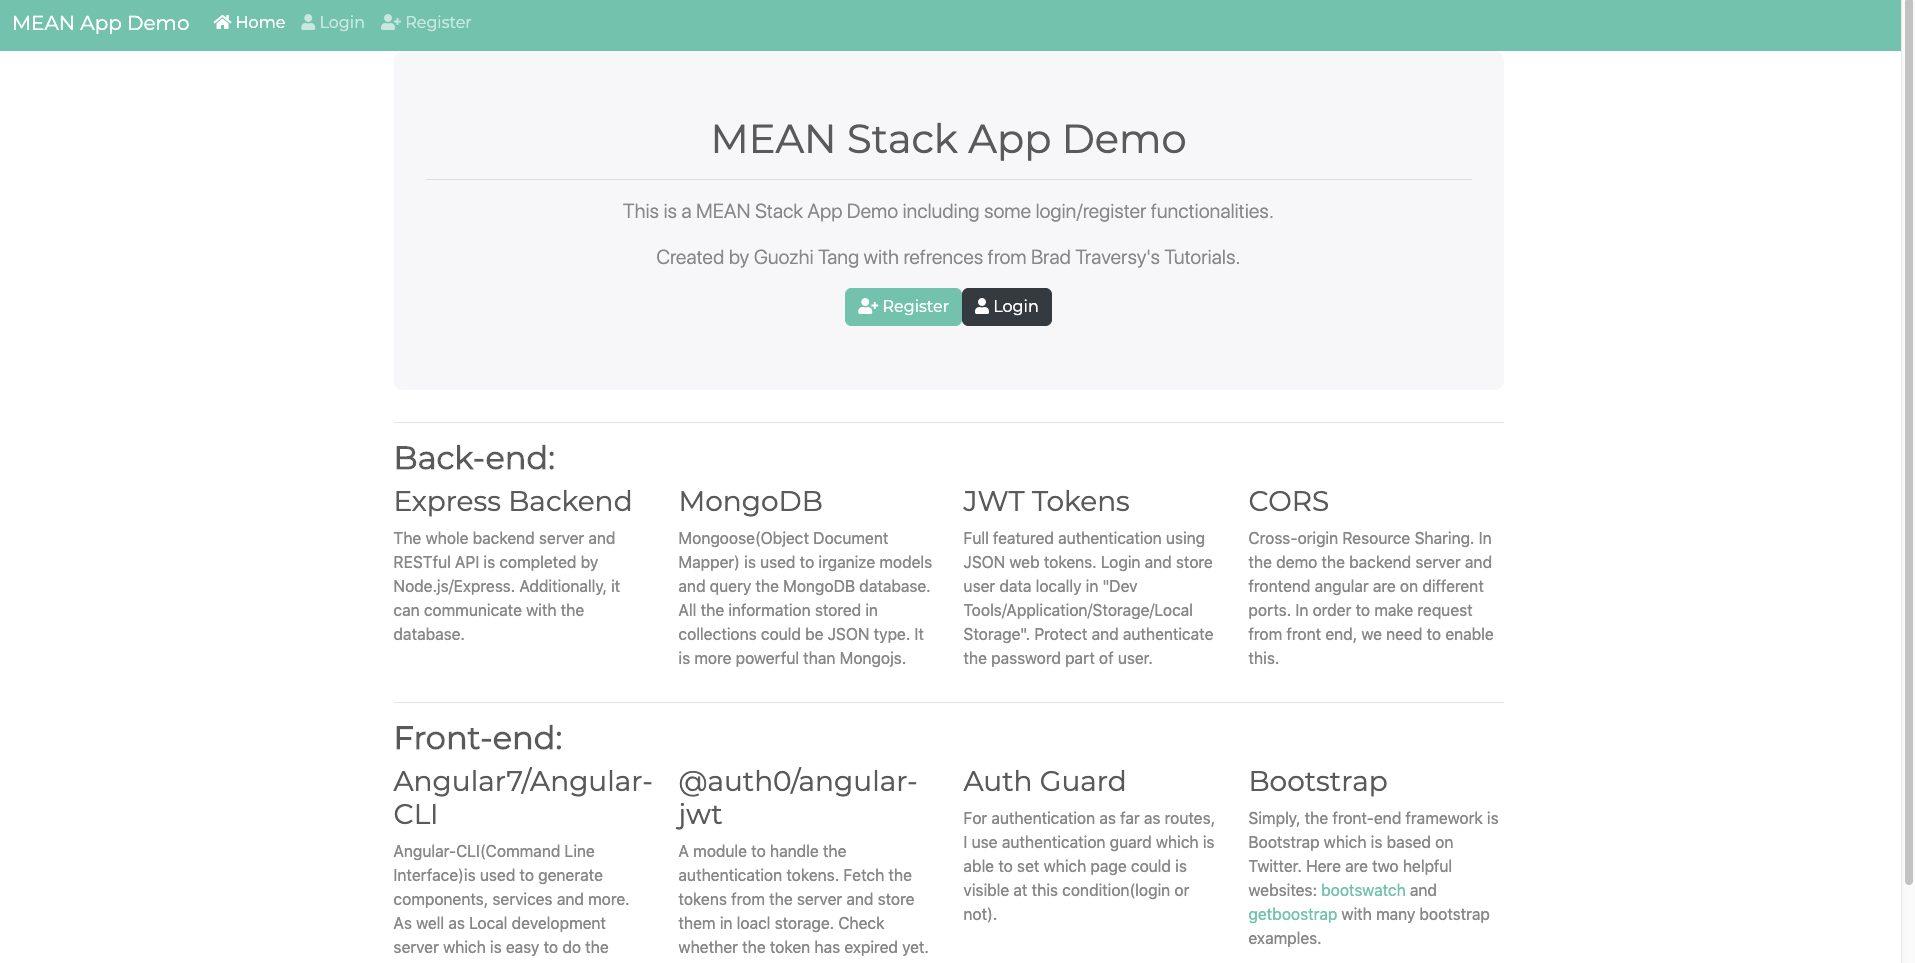 MEAN App Demo Home Login Register
MEAN Stack App Demo
This is a MEAN Stack App Demo including some login/register functionalities.
Created by Guozhi Tang with refrences from Brad Traversy's Tutorials.
Register Login
Back-end:
Express Backend
The whole backend server and
RESTful API is completed by
Node.js/Express. Additionally, it
can communicate with the
database.
MongoDB
Mongoose(Object Document
Mapper) is used to irganize models
and query the MongoDB database.
All the information stored in
collections could be JSON type. It
is more powerful than Mongojs.
JWT Tokens
Full featured authentication using
JSON web tokens. Login and store
user data locally in "Dev
Tools/Application/Storage/Local
Storage". Protect and authenticate
the password part of user.
CORS
Cross-origin Resource Sharing. In
the demo the backend server and
frontend angular are on different
ports. In order to make request
from front end, we need to enable
this.
Front-end:
Angular7/Angular-
CLI
Angular-CLI(Command Line
Interface)is used to generate
components, services and more.
As well as Local development
server which is easy to do the
@auth0/angular-
jwt
A module to handle the
authentication tokens. Fetch the
tokens from the server and store
them in loacl storage. Check
whether the token has expired yet.
Auth Guard
For authentication as far as routes,
I use authentication guard which is
able to set which page could is
visible at this condition(login or
not).
Bootstrap
Simply, the front-end framework is
Bootstrap which is based on
Twitter. Here are two helpful
websites: bootswatch and
getboostrap with many bootstrap
examples.